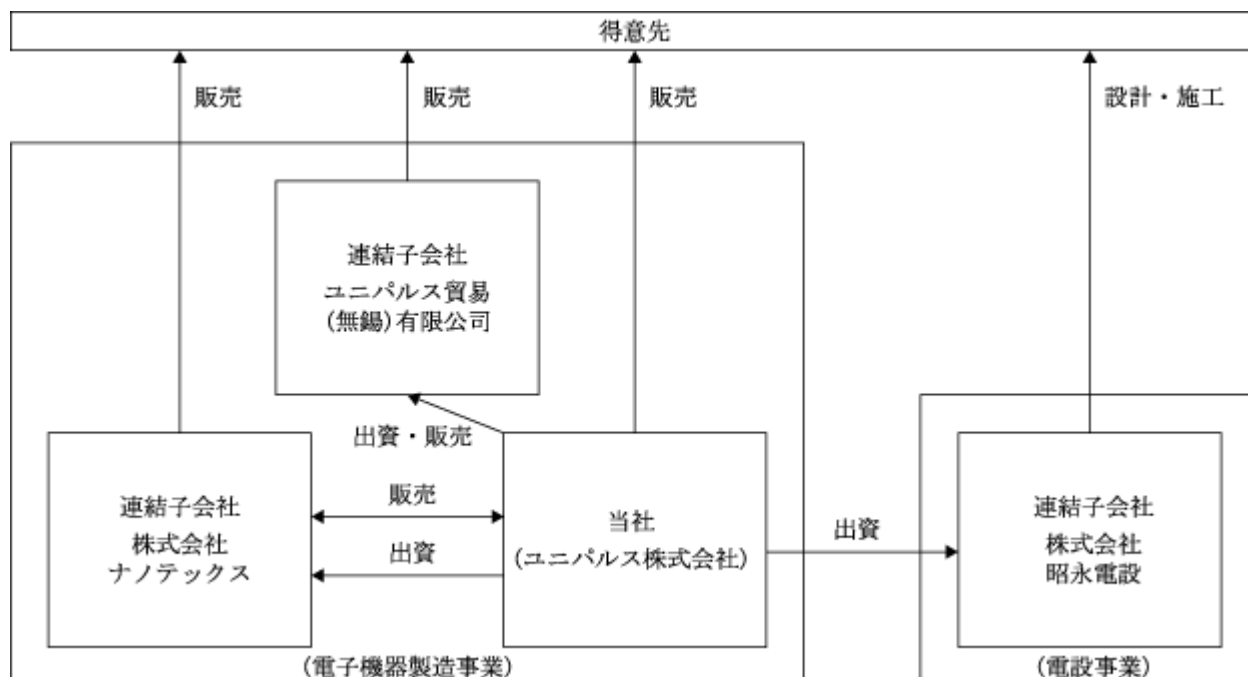 得意先
販売
販売
販売
設計・施工
連結子会社
ユニパルス貿易
(無錫)有限公司
出資・販売
連結子会社
株式会社
ナノテックス
販売
出資
当社
(ユニパルス株式会社)
出資
連結子会社
株式会社
昭永電設
(電子機器製造事業)
(電設事業)